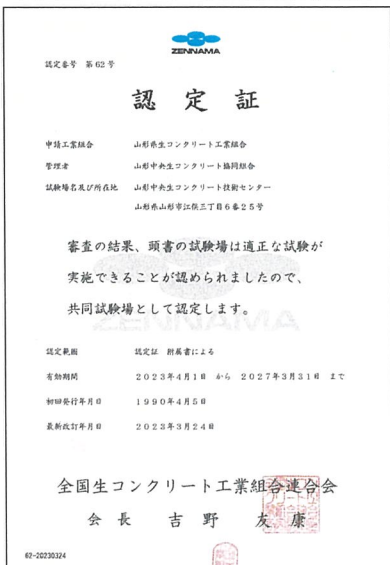 ZENNAMA
認定番号 第62号
認定証
申請工業組合 山形県生コンクリート工業組合
管理者 山形中央生コンクリート協同組合
試験場名及び所在地 山形中央生コンクリート技術センター
山形県山形市江俣三丁目6番25号
審査の結果、頭書の試験場は適正な試験が
実施できることが認められましたので、
共同試験場として認定します。
ZENNAMA
認定範囲 認定証 附属書による
有効期間 2023年4月1日 から 2027年3月31日 まで
初回発行年月日 1990年4月5日
最新改訂年月日 2023年3月24日
全国生コンクリート工業組合連合会
会長 吉野 友康
62-20230324